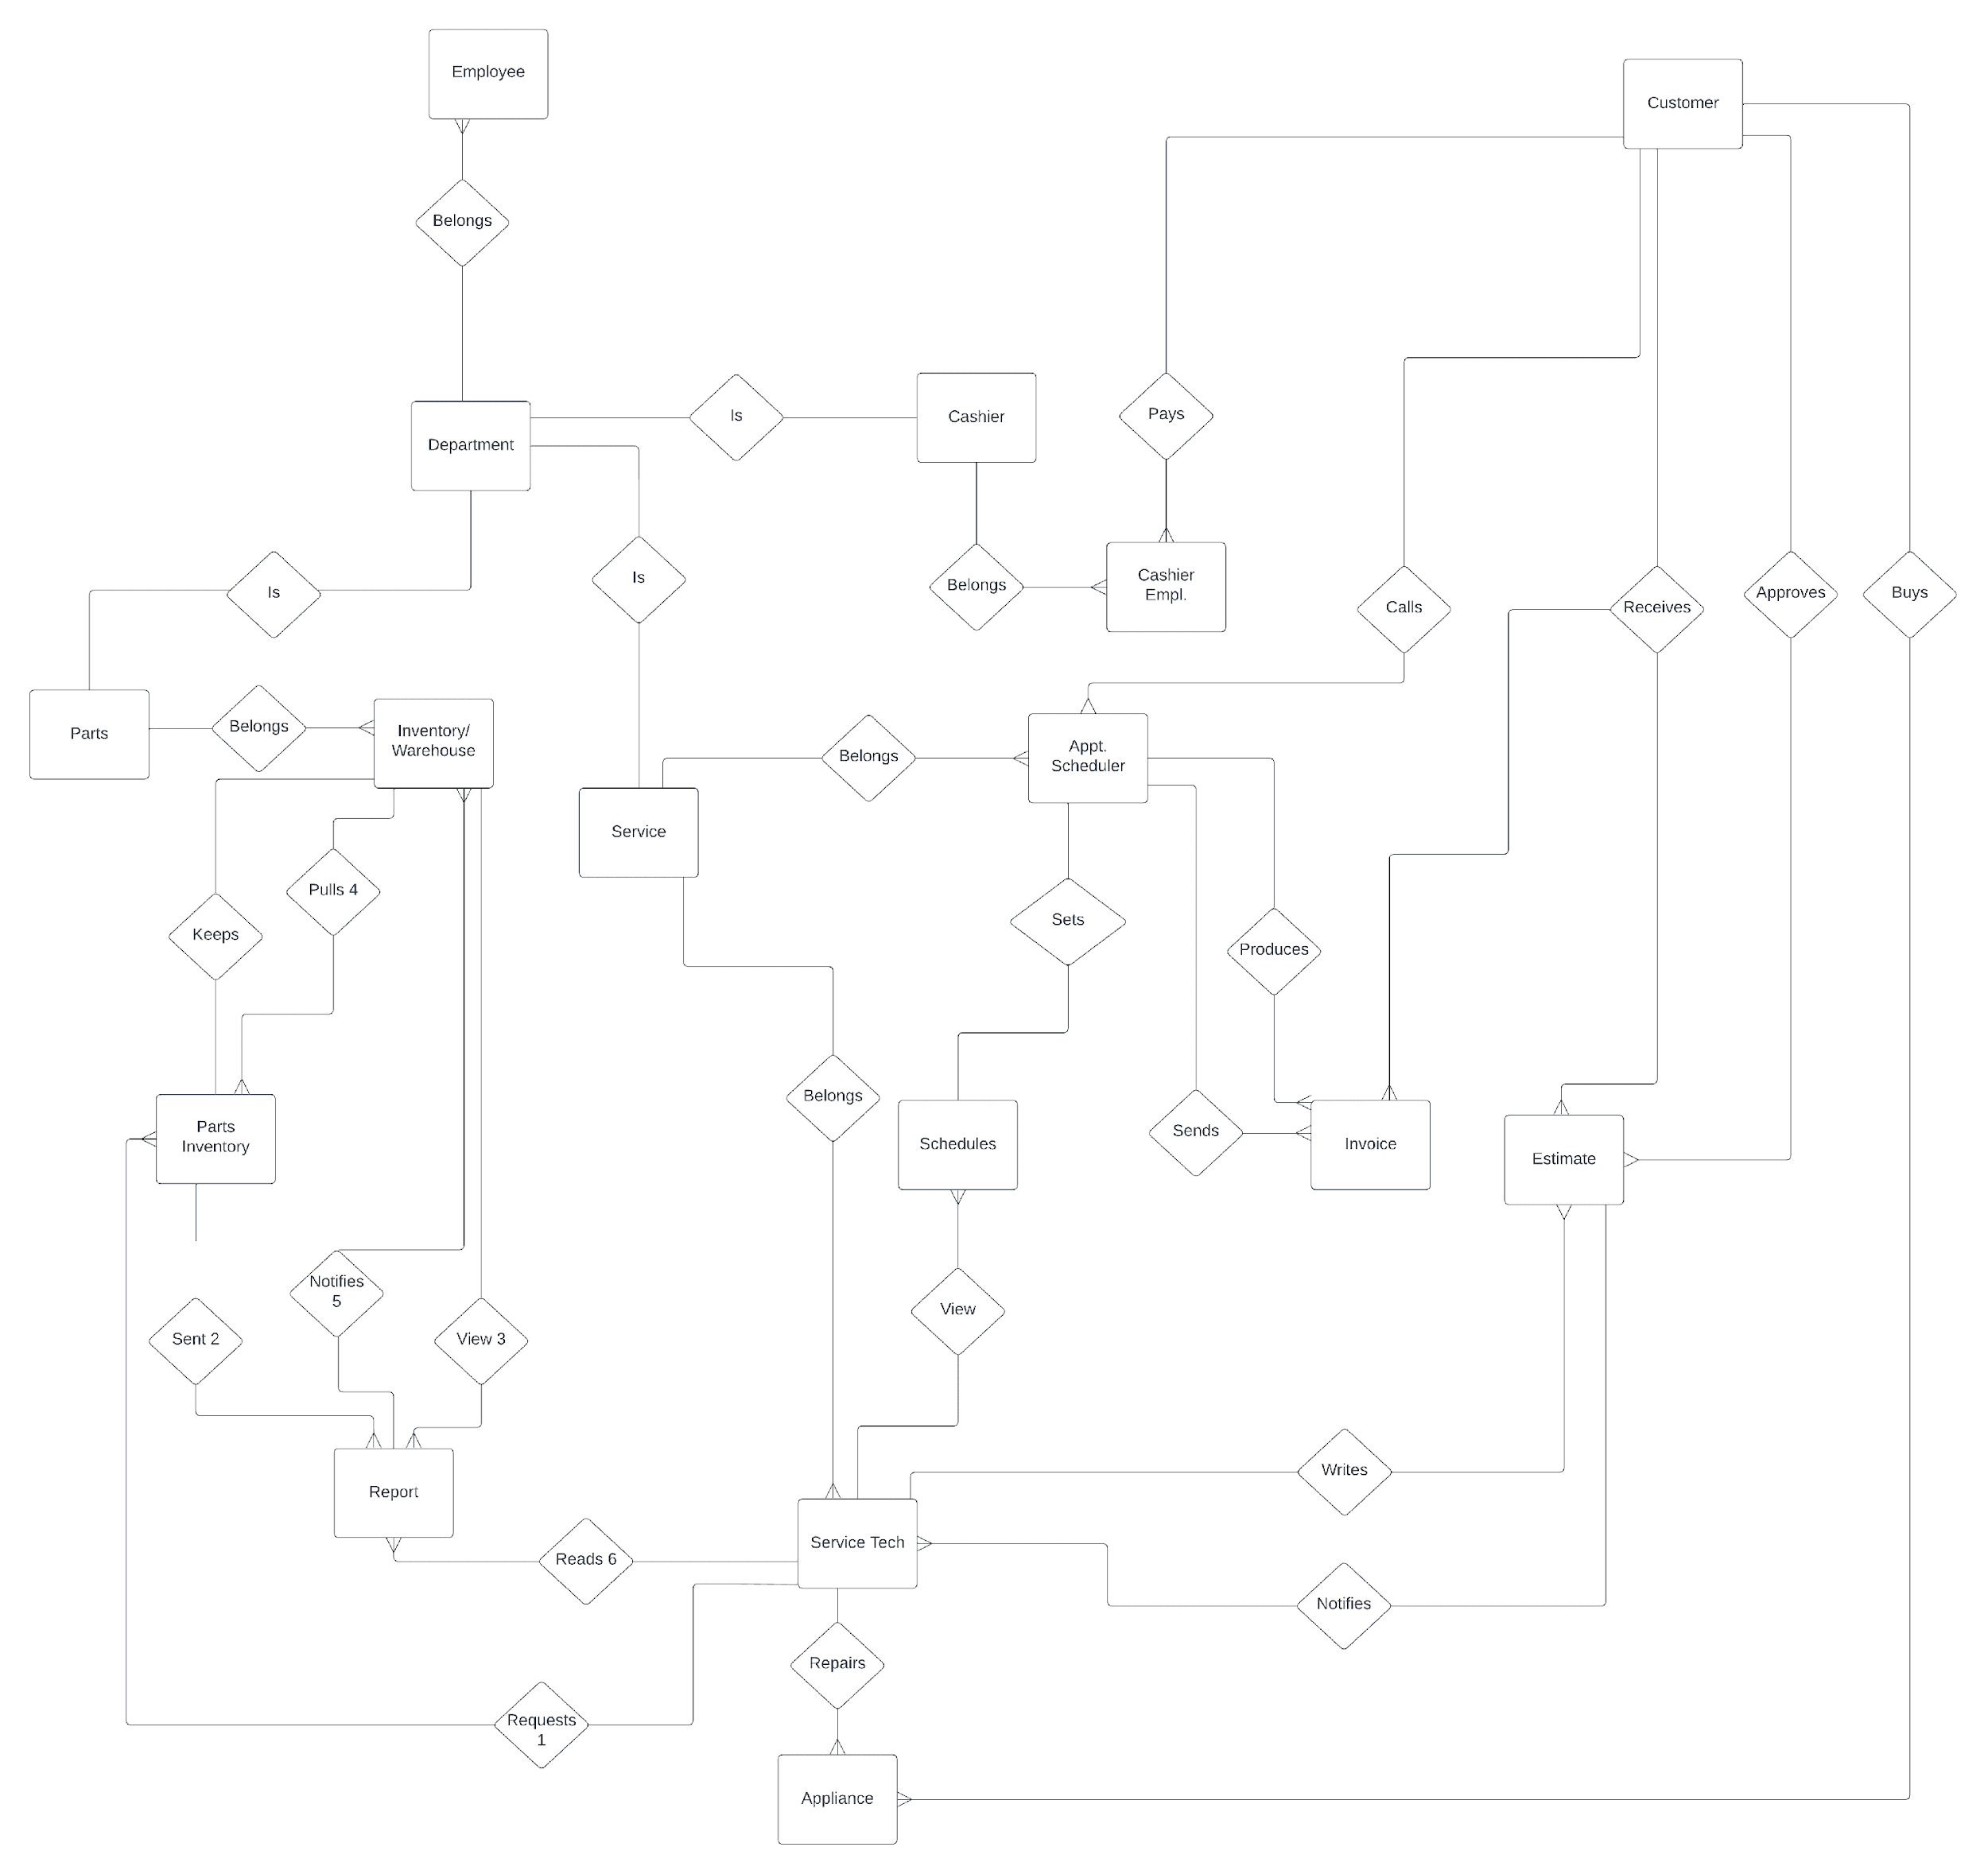 Employee
Customer
Belongs
Is
Cashier
Pays
Department
Is
Is
Belongs
Cashier
Empl.
Calls
Receives
Approves
Buys
Parts
Belongs
Inventory/
Warehouse
Belongs
Appt.
Scheduler
Service
Pulls 4
Keeps
Sets
Produces
Belongs
Parts
Inventory
Schedules
Sends
Invoice
Estimate
Notifies
5
View
Sent 2
View 3
Report
Writes
Service Tech
Reads 6
Notifies
Repairs
Requests
1
Appliance